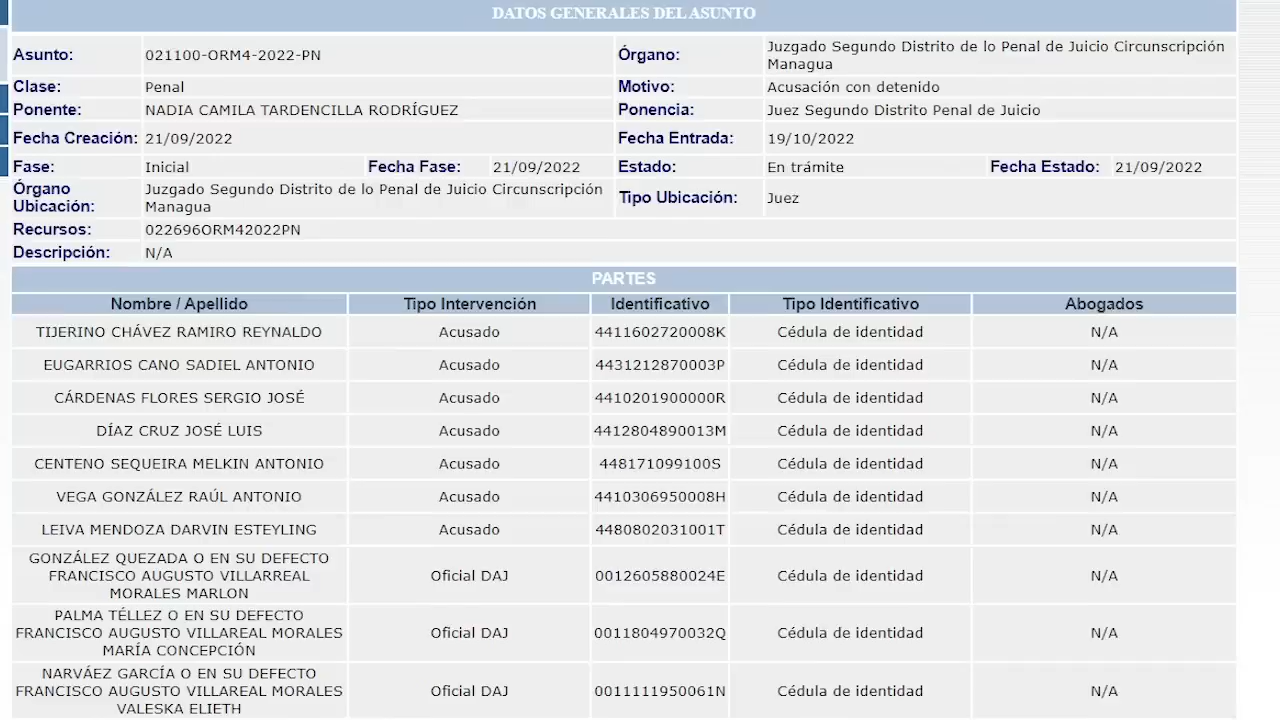 DATOS GENERALES DEL ASUNTO
Asunto: 021100-ORM4-2022-PN Órgano: Juzgado Segundo Distrito de lo Penal de Juicio Circunscripción
Managua
Clase: Penal Motivo: Acusación con detenido
Ponente: NADIA CAMILA TARDENCILLA RODRÍGUEZ Ponencia: Juez Segundo Distrito Penal de Juicio
Fecha Creación: 21/09/2022 Fecha Entrada: 19/10/2022
Fase: Inicial Fecha Fase: 21/09/2022 Estado: En trámite Fecha Estado: 21/09/2022
Órgano
Ubicación: Juzgado Segundo Distrito de lo Penal de Juicio Circunscripción
Managua Tipo Ubicación: Juez
Recursos: 022696ORM42022PN
Descripción: N/A
PARTES
Nombre / Apellido Tipo Intervención Identificativo Tipo Identificativo Abogados
TIJERINO CHÁVEZ RAMIRO REYNALDO Acusado 4411602720008K Cédula de identidad N/A
EUGARRIOS CANO SADIEL ANTONIO Acusado 4431212870003P Cédula de identidad N/A
CÁRDENAS FLORES SERGIO JOSÉ Acusado 4410201900000R Cédula de identidad N/A
DÍAZ CRUZ JOSÉ LUIS Acusado 4412804890013M Cédula de identidad N/A
CENTENO SEQUEIRA MELKIN ANTONIO Acusado 448171099100S Cédula de identidad N/A
VEGA GONZÁLEZ RAÚL ANTONIO Acusado 4410306950008H Cédula de identidad N/A
LEIVA MENDOZA DARVIN ESTEYLING Acusado 4480802031001T Cédula de identidad N/A
GONZÁLEZ QUEZADA O EN SU DEFECTO
FRANCISCO AUGUSTO VILLARREAL
MORALES MARLON Oficial DAJ 0012605880024E Cédula de identidad N/A
PALMA TÉLLEZ O EN SU DEFECTO
FRANCISCO AUGUSTO VILLAREAL MORALES
MARÍA CONCEPCIÓN Oficial DAJ 0011804970032Q Cédula de identidad N/A
NARVÁEZ GARCÍA O EN SU DEFECTO
FRANCISCO AUGUSTO VILLAREAL MORALES
VALESKA ELIETH Oficial DAJ 0011111950061N Cédula de identidad N/A